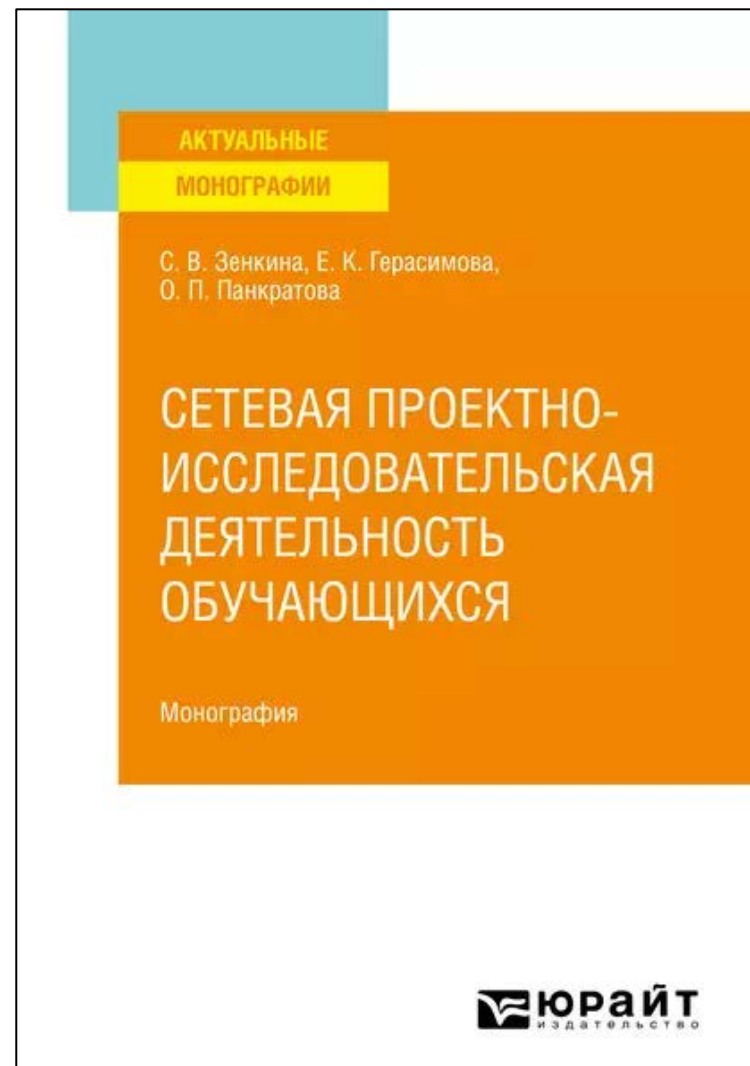 АКТУАЛЬНЫЕ
МОНОГРАФИИ
С. В. Зенкина, Е. К. Герасимова,
О. П. Панкратова
СЕТЕВАЯ ПРОЕКТНО-
ИССЛЕДОВАТЕЛЬСКАЯ
ДЕЯТЕЛЬНОСТЬ
ОБУЧАЮЩИХСЯ
Монография
юрайт
издательство